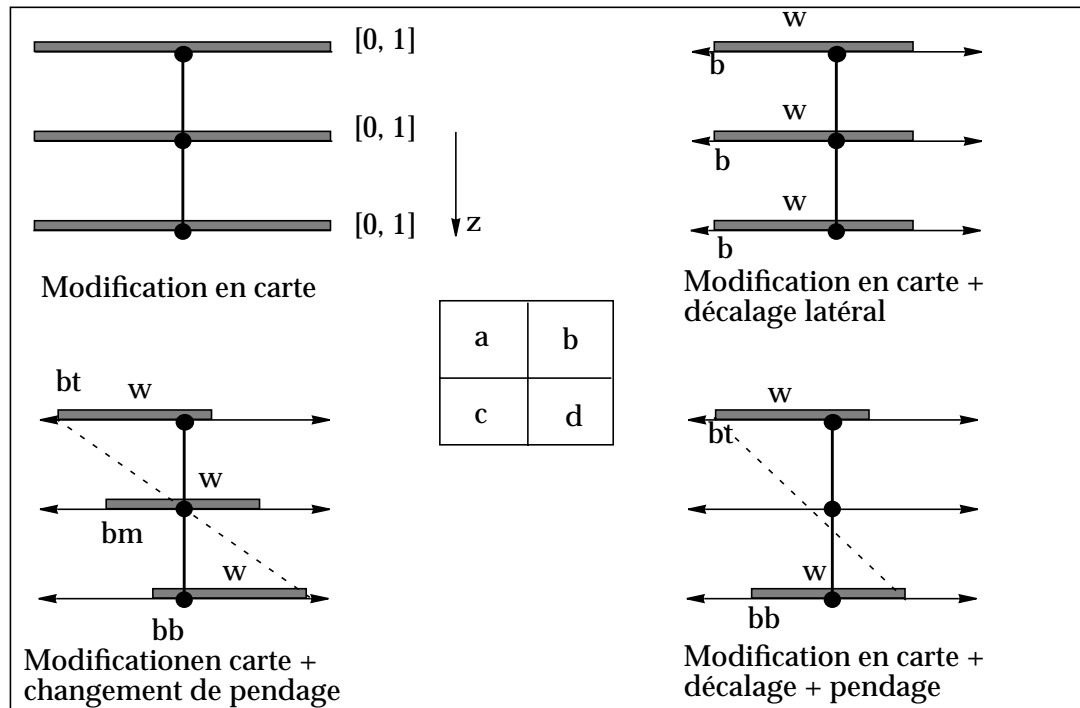 [0, 1]
[0, 1]
[0, 1]
z
Modification en carte
w
b
w
b
w
b
Modification en carte +
décalage latéral
a b
c d
bt w
w
bm
w
bb
Modificationen carte +
changement de pendage
w
bt
w
bb
Modification en carte +
décalage + pendage